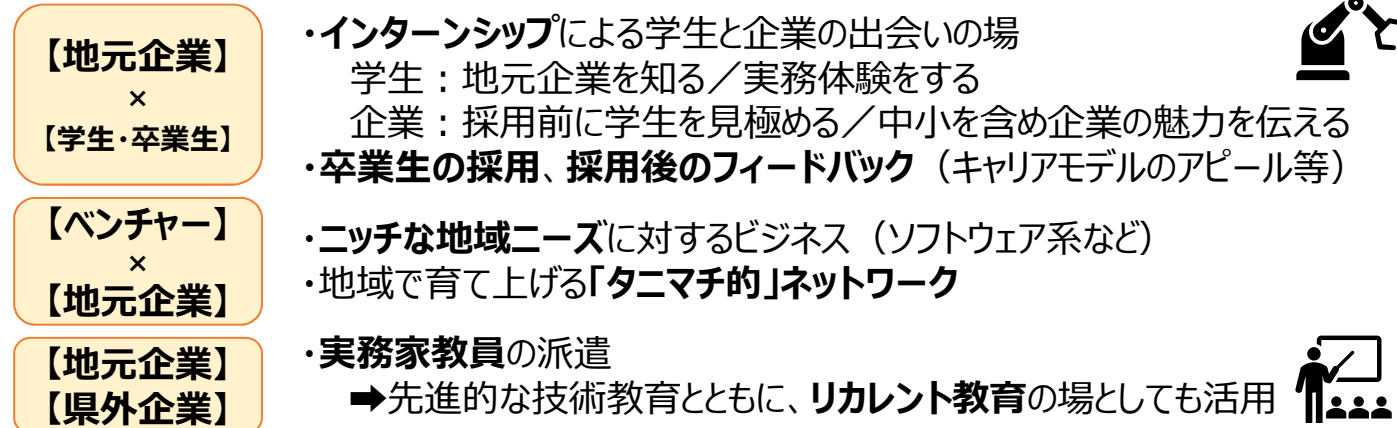 【地元企業】
×
【学生・卒業生】
・インターンシップによる学生と企業の出会いの場
学生:地元企業を知る/実務体験をする
企業:採用前に学生を見極める/中小を含め企業の魅力を伝える
・卒業生の採用、採用後のフィードバック(キャリアモデルのアピール等)
【ベンチャー】
×
【地元企業】
・ニッチな地域ニーズに対するビジネス(ソフトウェア系など)
・地域で育て上げる「タニマチ的」ネットワーク
【地元企業】
【県外企業】
・実務家教員の派遣
➡先進的な技術教育とともに、リカレント教育の場としても活用